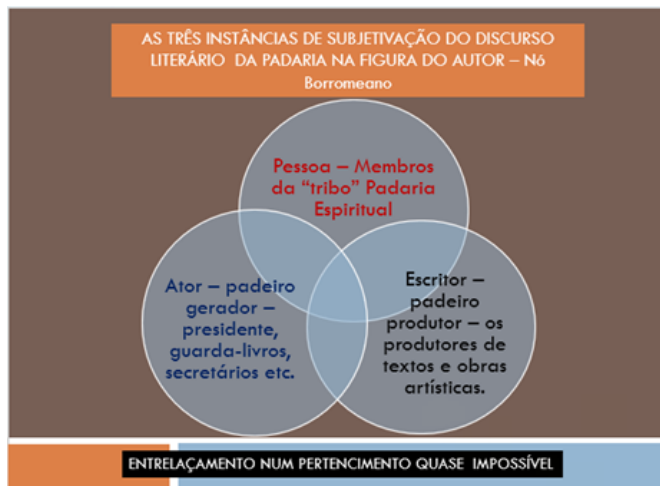 AS TRÊS INSTÂNCIAS DE SUBJETIVAÇÃO DO DISCURSO
LITERÁRIO DA PADARIA NA FIGURA DO AUTOR – Nó
Borromeano
Pessoa – Membros
da “tribo” Padaria
Espiritual
Ator – padeiro
gerador –
presidente,
guarda-livros,
secretários etc.
Escritor –
padeiro
produtor – os
produtores de
textos e obras
artísticas.
ENTRELAÇAMENTO NUM PERTENCIMENTO QUASE IMPOSSÍVEL